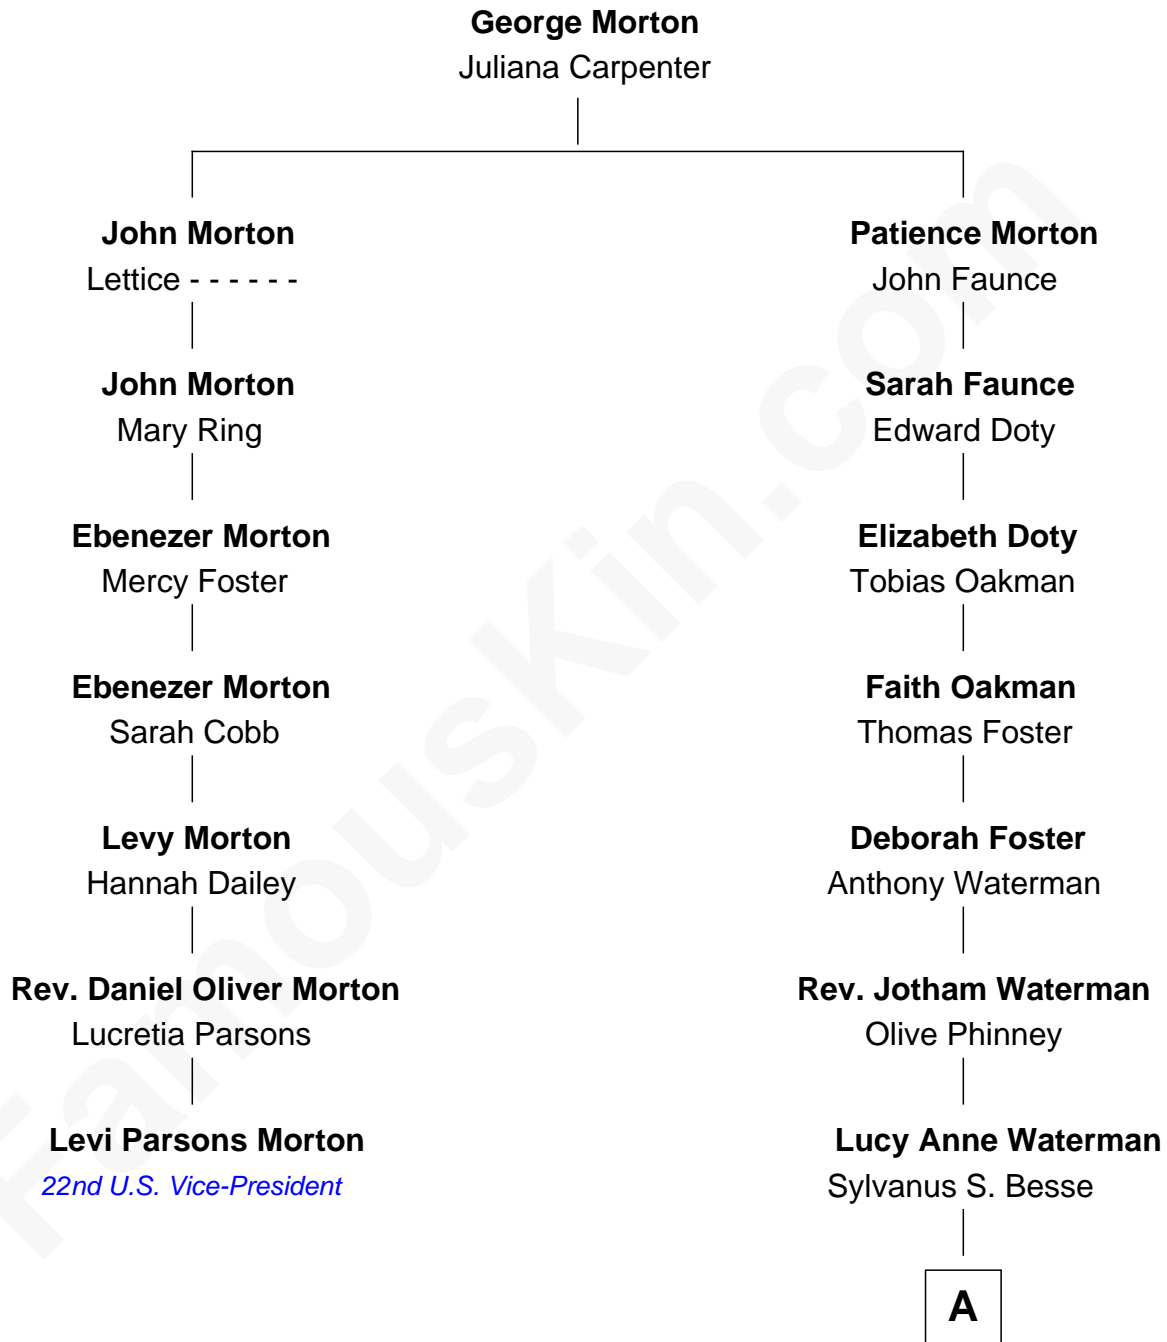 George Morton
Juliana Carpenter
John Morton
Lettice - - - - - -
Patience Morton
John Faunce
John Morton
Mary Ring
Sarah Faunce
Edward Doty
Ebenezer Morton
Mercy Foster
Elizabeth Doty
Tobias Oakman
Ebenezer Morton
Sarah Cobb
Faith Oakman
Thomas Foster
Levy Morton
Hannah Dailey
Deborah Foster
Anthony Waterman
Rev. Daniel Oliver Morton
Lucretia Parsons
Rev. Jotham Waterman
Olive Phinney
Levi Parsons Morton
22nd U.S. Vice-President
Lucy Anne Waterman
Sylvanus S. Besse
A
FamousKin.com